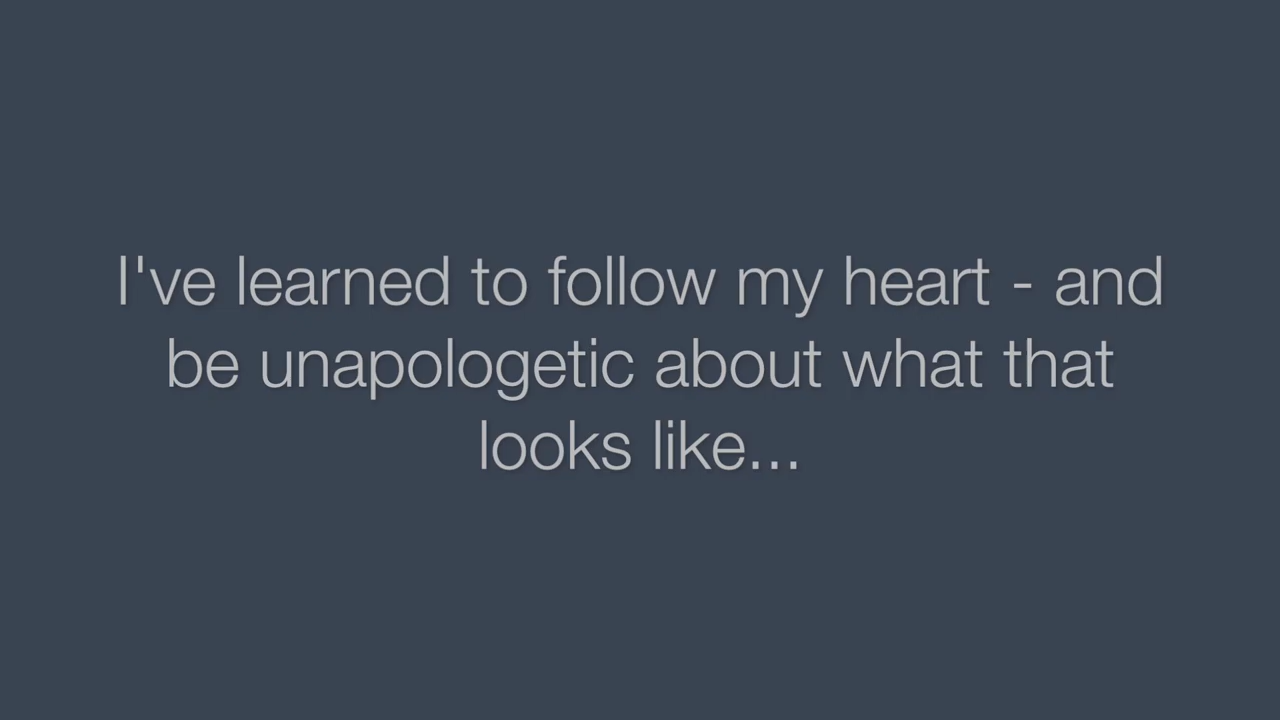 I've learned to follow my heart - and
be unapologetic about what that
looks like...